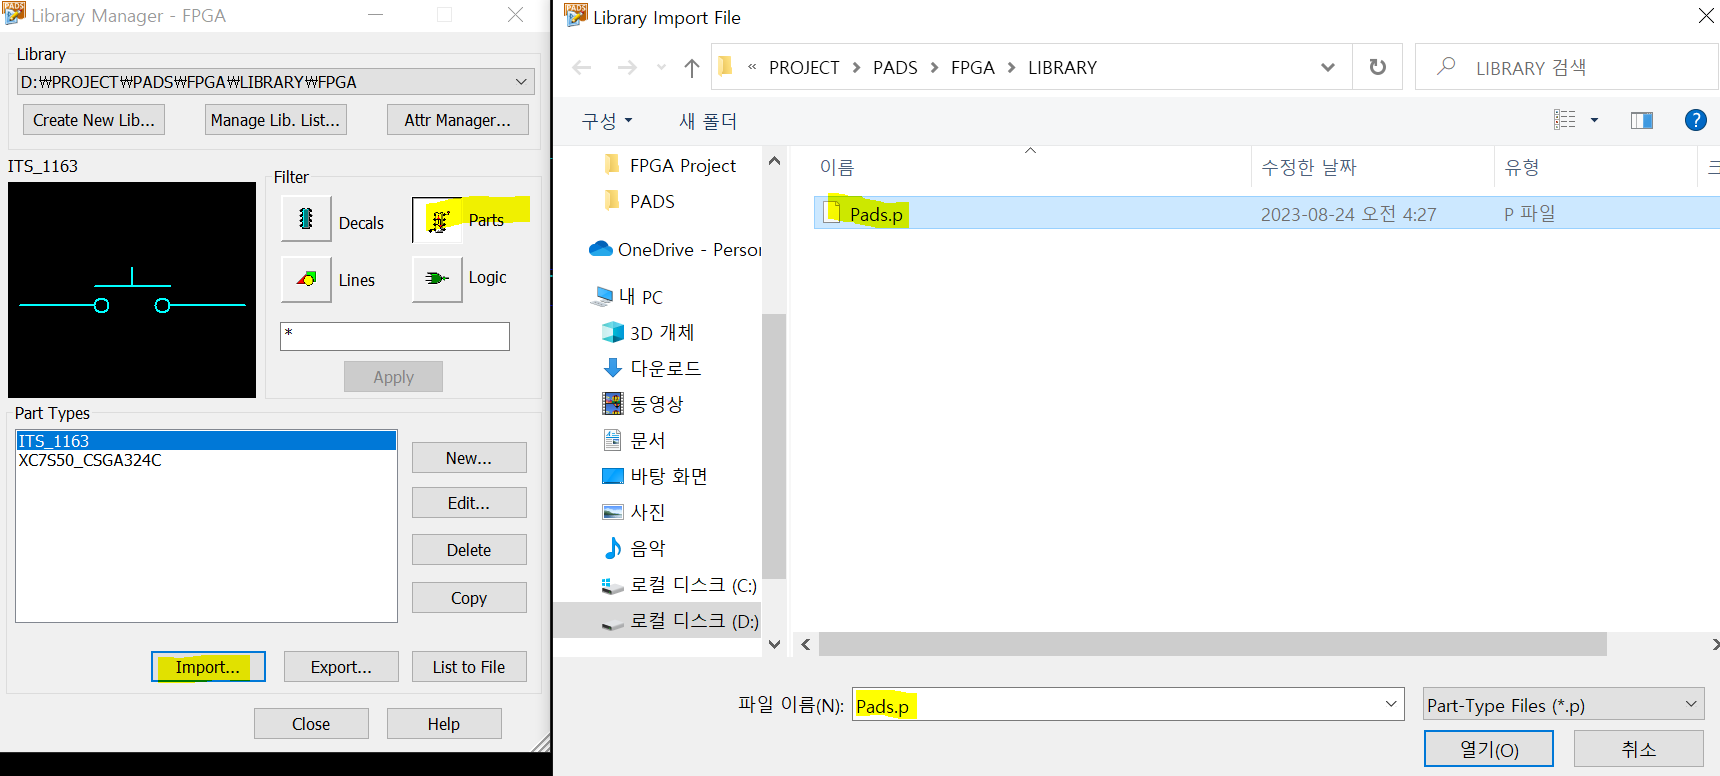 Library Manager - FPGA
Library
D:₩PROJECT₩PADS₩FPGA₩LIBRARY₩FPGA
Create New Lib... Manage Lib. List... Attr Manager...
ITS_1163
Filter
Decals
Parts
Lines
Logic
*
Apply
Part Types
ITS_1163
XC7S50_CSGA324C
New...
Edit...
Delete
Copy
Import... Export... List to File
Close Help
Library Import File
« PROJECT > PADS > FPGA > LIBRARY
LIBRARY 검색
구성 새 폴더
FPGA Project
PADS
OneDrive - Person
내 PC
3D 개체
다운로드
동영상
문서
바탕 화면
사진
음악
로컬 디스크 (C:)
로컬 디스크 (D:)
이름 수정한 날짜 유형 크
Pads.p 2023-08-24 오전 4:27 P 파일
파일 이름(N): Pads.p Part-Type Files (*.p)
열기(O) 취소